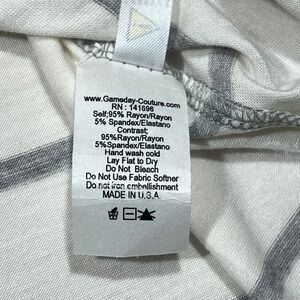 www.Gameday-Couture.com
RN : 141696
Self;95% Rayon/Rayon
5% Spandex/Elastano
Contrast;
95%Rayon/Rayon
5%Spandex/Elastano
Hand wash cold
Lay Flat to Dry
Do Not Bleach
Do Not Use Fabric Softner
Do not iron embellishment
MADE IN U.S.A.